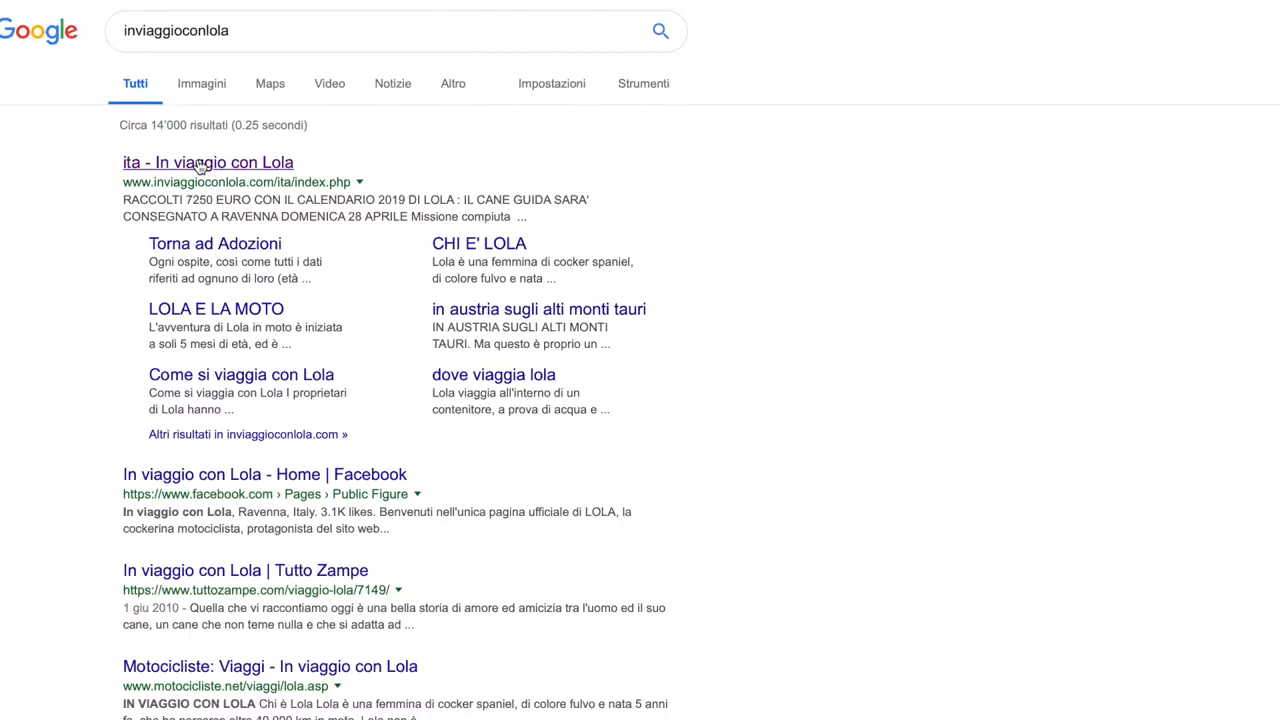 Google
inviaggioconlola
Tutti Immagini Maps Video Notizie Altro Impostazioni Strumenti
Circa 14'000 risultati (0.25 secondi)
ita - In viaggio con Lola
www.inviaggioconlola.com/ita/index.php
RACCOLTI 7250 EURO CON IL CALENDARIO 2019 DI LOLA : IL CANE GUIDA SARA'
CONSEGNATO A RAVENNA DOMENICA 28 APRILE Missione compiuta ...
Torna ad Adozioni
Ogni ospite, così come tutti i dati
riferiti ad ognuno di loro (età ...
CHI E' LOLA
Lola è una femmina di cocker spaniel,
di colore fulvo e nata ...
LOLA E LA MOTO
L'avventura di Lola in moto è iniziata
a soli 5 mesi di età, ed è ...
in austria sugli alti monti tauri
IN AUSTRIA SUGLI ALTI MONTI
TAURI. Ma questo è proprio un ...
Come si viaggia con Lola
Come si viaggia con Lola I proprietari
di Lola hanno ...
dove viaggia lola
Lola viaggia all'interno di un
contenitore, a prova di acqua e ...
Altri risultati in inviaggioconlola.com »
In viaggio con Lola - Home | Facebook
https://www.facebook.com › Pages › Public Figure
In viaggio con Lola, Ravenna, Italy. 3.1K likes. Benvenuti nell'unica pagina ufficiale di LOLA, la
cockerina motociclista, protagonista del sito web...
In viaggio con Lola | Tutto Zampe
https://www.tuttozampe.com/viaggio-lola/7149/
1 giu 2010 - Quella che vi raccontiamo oggi è una bella storia di amore ed amicizia tra l'uomo ed il suo
cane, un cane che non teme nulla e che si adatta ad ...
Motocicliste: Viaggi - In viaggio con Lola
www.motocicliste.net/viaggi/lola.asp
IN VIAGGIO CON LOLA Chi è Lola Lola è una femmina di cocker spaniel, di colore fulvo e nata 5 anni
fa, che ha percorso oltre 40.000 km in moto. Lola non è